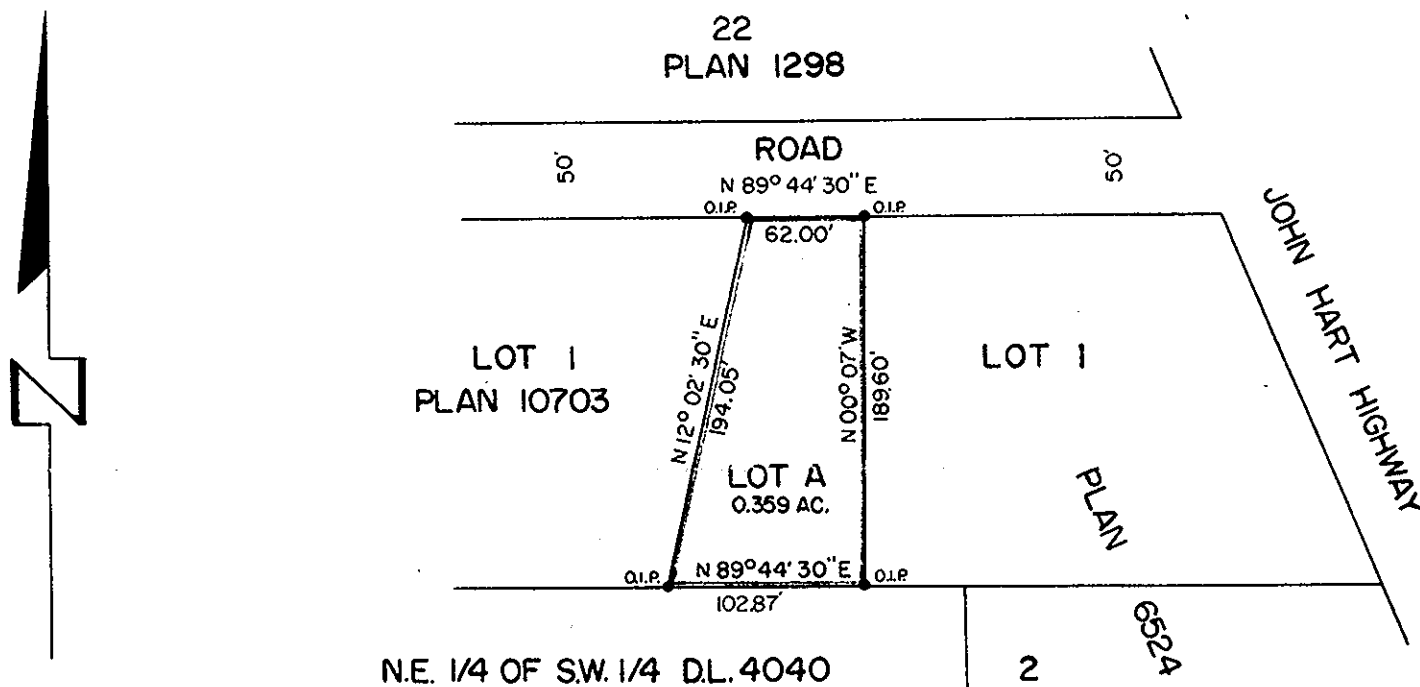 22
PLAN 1298
ROAD
50'
50'
N 89° 44' 30" E
O.I.P.
O.I.P.
62.00'
JOHN HART HIGHWAY
LOT 1
PLAN 10703
N 12° 02' 30" E
194.05'
N 00° 07' W
189.60'
LOT 1
LOT A
0.359 AC.
PLAN
6524
O.I.P.
N 89° 44' 30" E
O.I.P.
102.87'
N.E. 1/4 OF S.W. 1/4 D.L. 4040
2
N